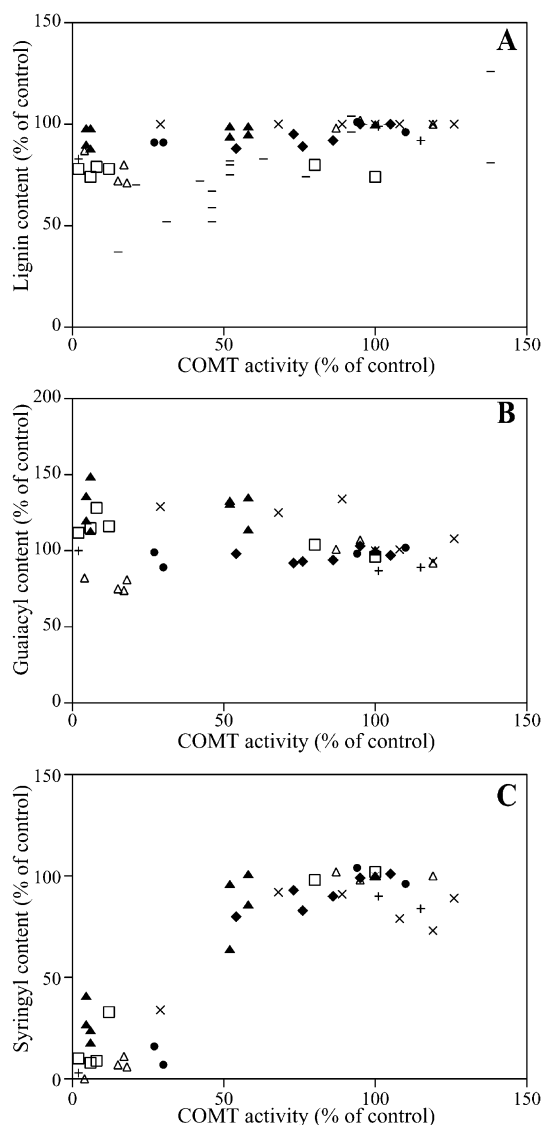 A
150
100
50
0
Lignin content (% of control)
0 50 100 150
COMT activity (% of control)
B
200
150
100
50
0
Guaiacyl content (% of control)
0 50 100 150
COMT activity (% of control)
C
150
100
50
0
Syringyl content (% of control)
0 50 100 150
COMT activity (% of control)